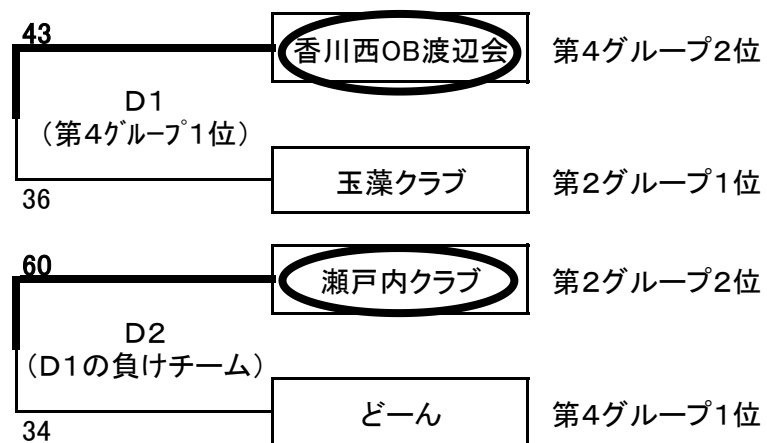 43
香川西OB渡辺会 第4グループ2位
D1
(第4グループ1位)
玉藻クラブ 第2グループ1位
36
60
瀬戸内クラブ 第2グループ2位
D2
(D1の負けチーム)
どーん 第4グループ1位
34